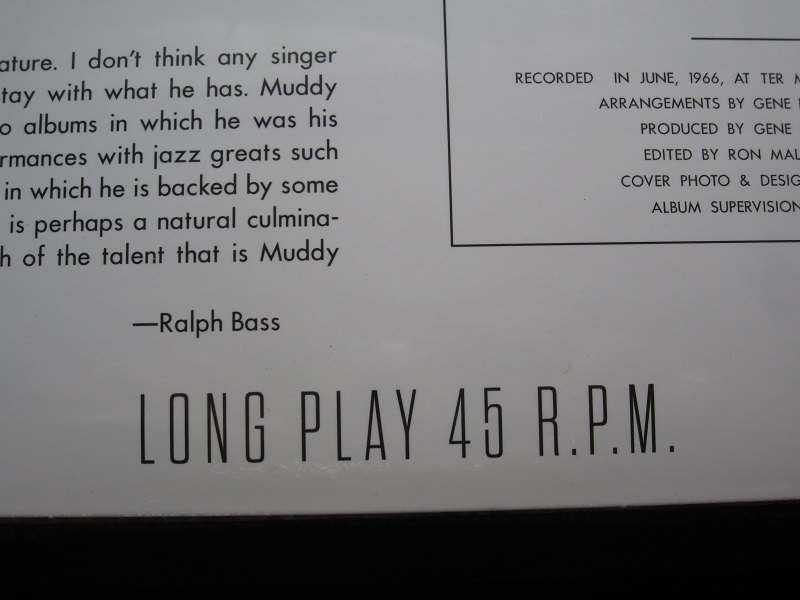 ature. I don't think any singer
tay with what he has. Muddy
o albums in which he was his
rmances with jazz greats such
in which he is backed by some
is perhaps a natural culmina-
h of the talent that is Muddy
—Ralph Bass
RECORDED IN JUNE, 1966, AT TER M
ARRANGEMENTS BY GENE
PRODUCED BY GENE
EDITED BY RON MAL
COVER PHOTO & DESIG
ALBUM SUPERVISION
LONG PLAY 45 R.P.M.